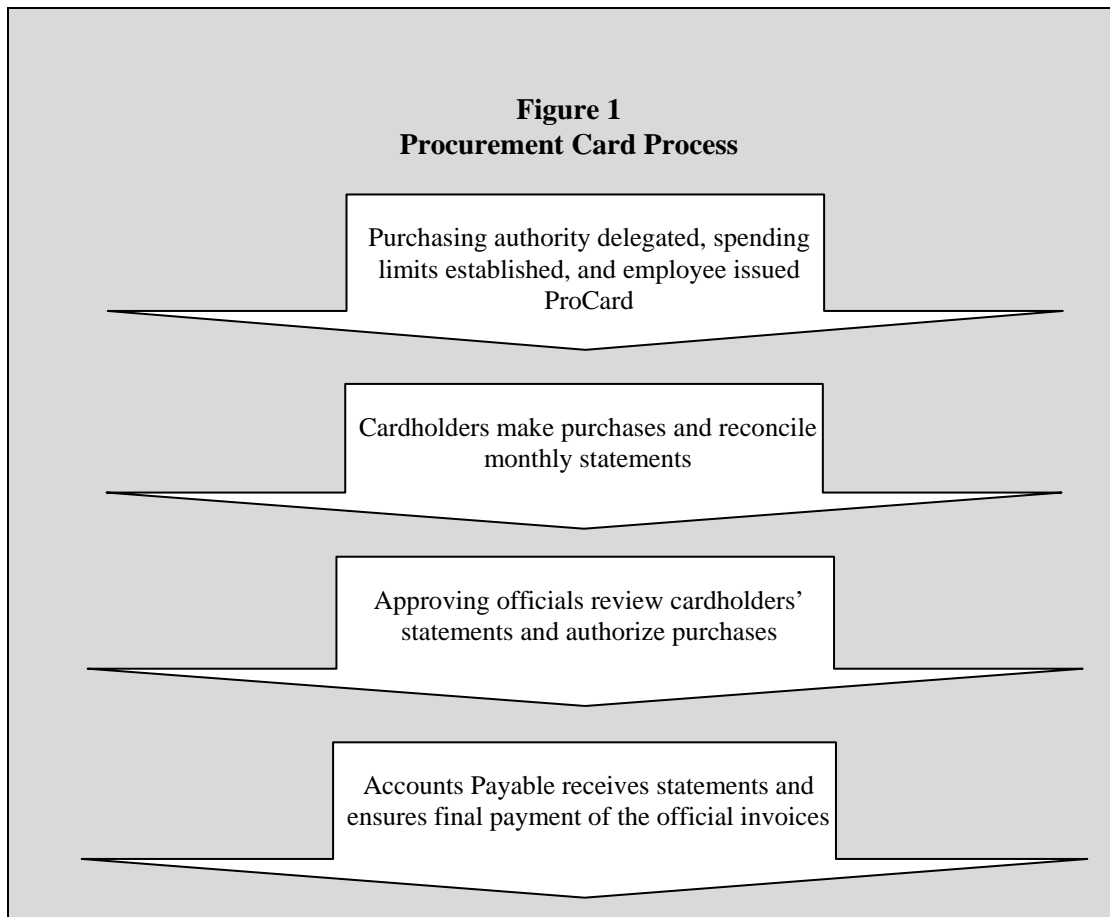 Figure 1
Procurement Card Process
Purchasing authority delegated, spending
limits established, and employee issued
ProCard
Cardholders make purchases and reconcile
monthly statements
Approving officials review cardholders’
statements and authorize purchases
Accounts Payable receives statements and
ensures final payment of the official invoices